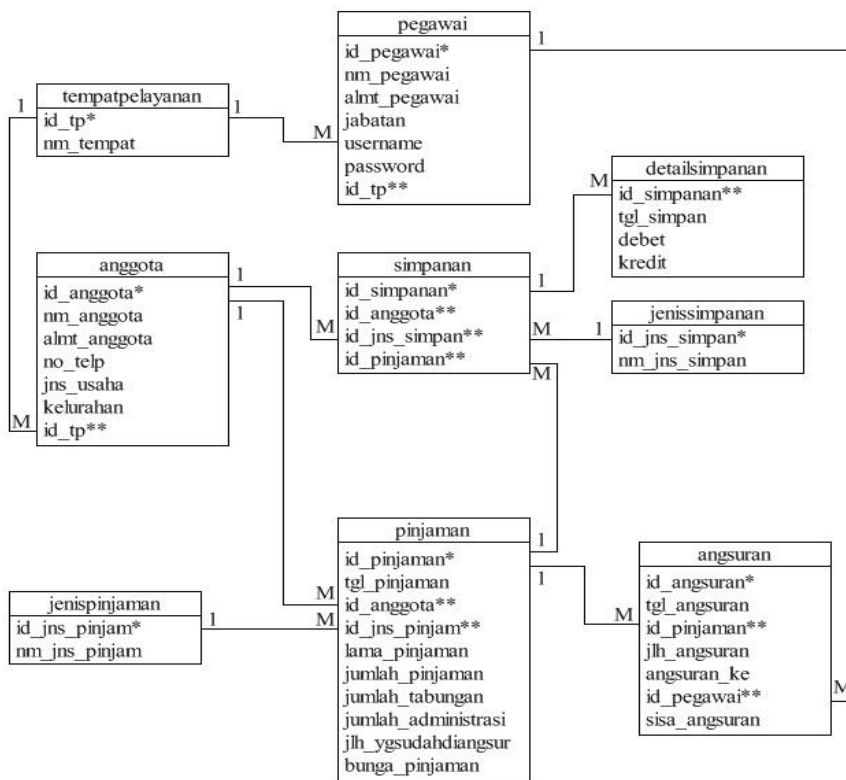 pegawai
id_pegawai*
nm_pegawai
almt_pegawai
jabatan
username
password
id_tp**
1
1
tempatpelayanan
id_tp*
nm_tempat
1
M
detailsimpanan
id_simpanan**
tgl_simpan
debet
kredit
M
anggota
id_anggota*
nm_anggota
almt_anggota
no_telp
jns_usaha
kelurahan
id_tp**
1
1
M
simpanan
id_simpanan*
id_anggota**
id_jns_simpan**
id_pinjaman**
M
1
M
M
1
jenissimpanan
id_jns_simpan*
nm_jns_simpan
pinjaman
id_pinjaman*
tgl_pinjaman
id_anggota**
id_jns_pinjam**
lama_pinjaman
jumlah_pinjaman
jumlah_tabungan
jumlah_administrasi
jlh_ygsudahdiangsur
bunga_pinjaman
1
1
M
M
jenispinjaman
id_jns_pinjam*
nm_jns_pinjam
1
angsuran
id_angsuran*
tgl_angsuran
id_pinjaman**
jlh_angsuran
angsuran_ke
id_pegawai**
sisa_angsuran
M
M